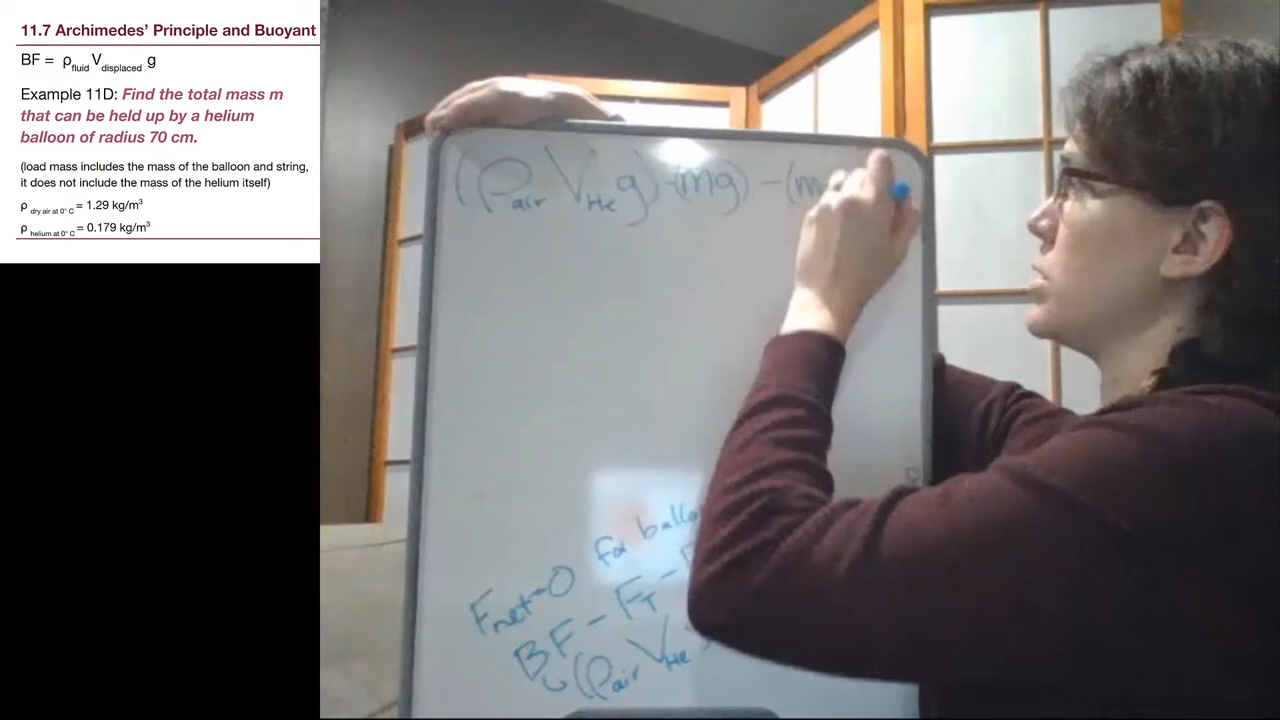 11.7 Archimedes' Principle and Buoyant
BF = ρfluid Vdisplaced g
Example 11D: Find the total mass m
that can be held up by a helium
balloon of radius 70 cm.
(load mass includes the mass of the balloon and string,
it does not include the mass of the helium itself)
ρ dry air at 0° C = 1.29 kg/m³
ρ helium at 0° C = 0.179 kg/m³
(ρair VHe g) -(mg) - (m
Fnet=0 for
BF - FT -
(ρair VHe